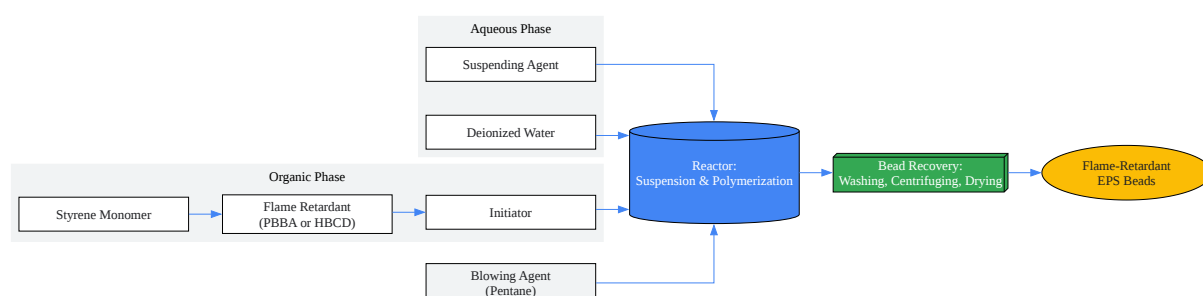 Aqueous Phase
Suspending Agent
Deionized Water
Organic Phase
Styrene Monomer
Flame Retardant
(PBBA or HBCD)
Initiator
Blowing Agent
(Pentane)
Reactor:
Suspension & Polymerization
Bead Recovery:
Washing, Centrifuging, Drying
Flame-Retardant
EPS Beads